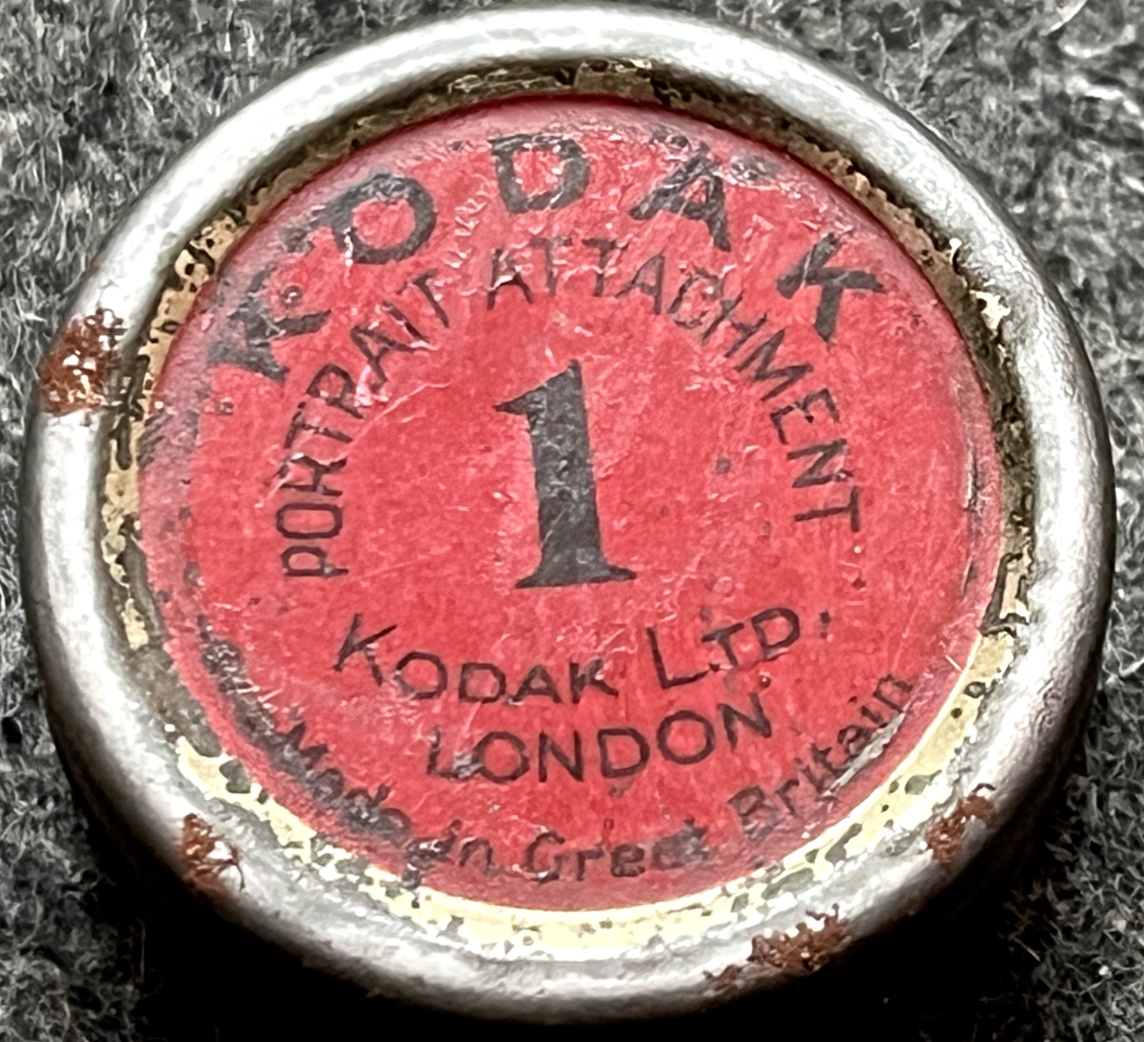 KODAK
PORTRAIT ATTACHMENT
1
KODAK LTD.
LONDON
Made in Great Britain